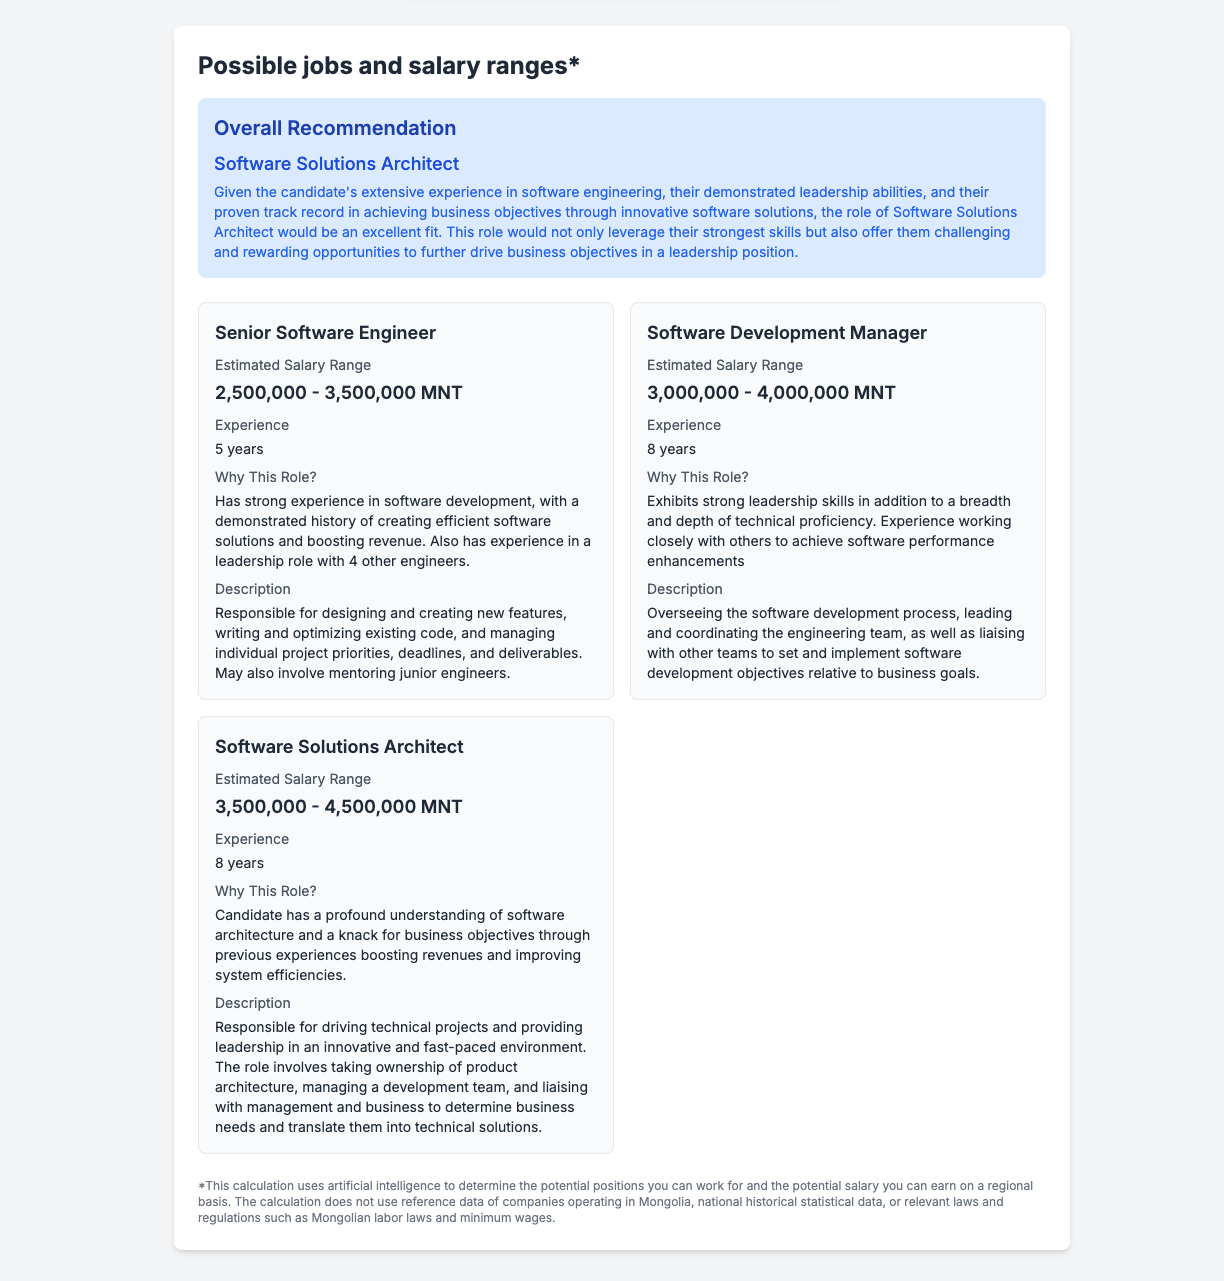 Possible jobs and salary ranges*
Overall Recommendation
Software Solutions Architect
Given the candidate's extensive experience in software engineering, their demonstrated leadership abilities, and their
proven track record in achieving business objectives through innovative software solutions, the role of Software Solutions
Architect would be an excellent fit. This role would not only leverage their strongest skills but also offer them challenging
and rewarding opportunities to further drive business objectives in a leadership position.
Senior Software Engineer
Estimated Salary Range
2,500,000 - 3,500,000 MNT
Experience
5 years
Why This Role?
Has strong experience in software development, with a
demonstrated history of creating efficient software
solutions and boosting revenue. Also has experience in a
leadership role with 4 other engineers.
Description
Responsible for designing and creating new features,
writing and optimizing existing code, and managing
individual project priorities, deadlines, and deliverables.
May also involve mentoring junior engineers.
Software Development Manager
Estimated Salary Range
3,000,000 - 4,000,000 MNT
Experience
8 years
Why This Role?
Exhibits strong leadership skills in addition to a breadth
and depth of technical proficiency. Experience working
closely with others to achieve software performance
enhancements
Description
Overseeing the software development process, leading
and coordinating the engineering team, as well as liaising
with other teams to set and implement software
development objectives relative to business goals.
Software Solutions Architect
Estimated Salary Range
3,500,000 - 4,500,000 MNT
Experience
8 years
Why This Role?
Candidate has a profound understanding of software
architecture and a knack for business objectives through
previous experiences boosting revenues and improving
system efficiencies.
Description
Responsible for driving technical projects and providing
leadership in an innovative and fast-paced environment.
The role involves taking ownership of product
architecture, managing a development team, and liaising
with management and business to determine business
needs and translate them into technical solutions.
*This calculation uses artificial intelligence to determine the potential positions you can work for and the potential salary you can earn on a regional
basis. The calculation does not use reference data of companies operating in Mongolia, national historical statistical data, or relevant laws and
regulations such as Mongolian labor laws and minimum wages.